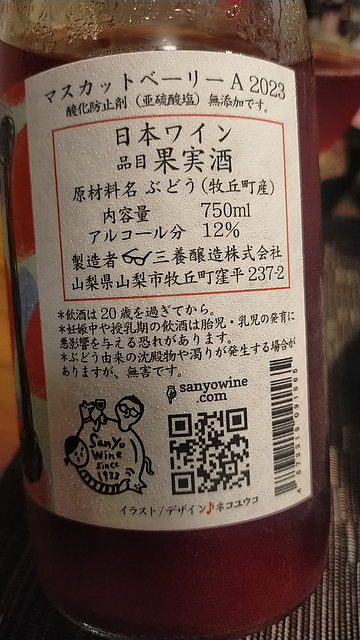 マスカットベーリーA 2023
酸化防止剤（亜硫酸塩）無添加です。
日本ワイン
品目 果実酒
原材料名 ぶどう（牧丘町産）
内容量 750ml
アルコール分 12%
製造者 三養醸造株式会社
山梨県山梨市牧丘町窪平 237-2
*飲酒は20歳を過ぎてから。
*妊娠中や授乳期の飲酒は胎児・乳児の発育に
悪影響を与える恐れがあります。
*ぶどう由来の沈殿物や濁りが発生する場合が
ありますが、無害です。
sanyowine
.com
Sanyo
Wine
Since
1933
イラスト/デザイン♪ネコユウコ